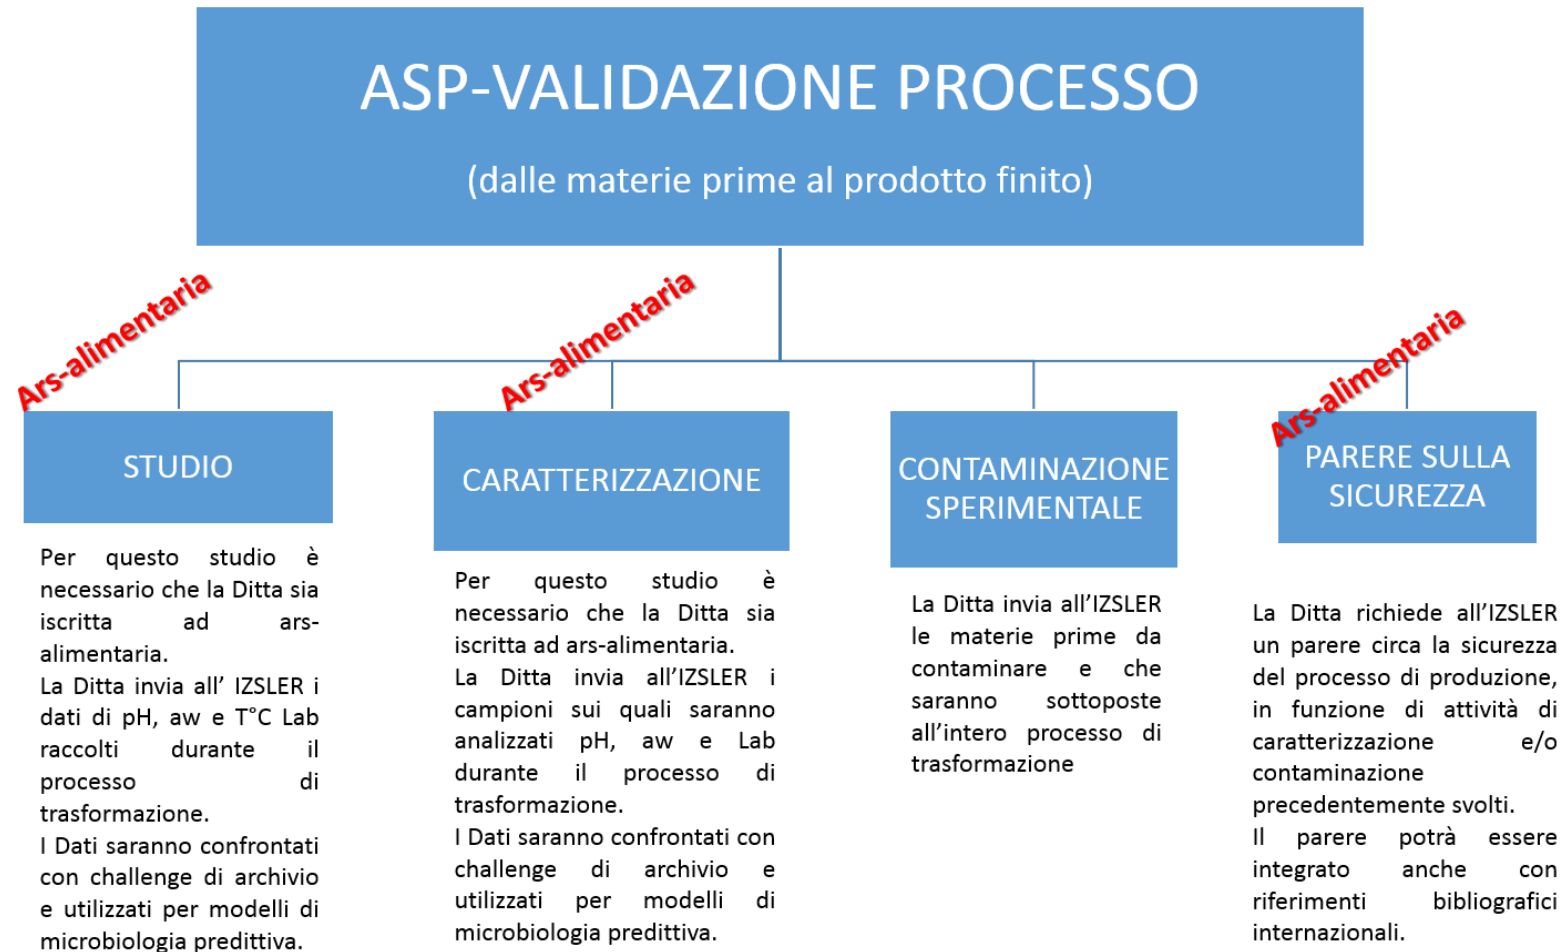 ASP-VALIDAZIONE PROCESSO
(dalle materie prime al prodotto finito)
Ars-alimentaria
STUDIO
Per questo studio è
necessario che la Ditta sia
iscritta ad ars-
alimentaria.
La Ditta invia all’ IZSLER i
dati di pH, aw e T°C Lab
raccolti durante il
processo di
trasformazione.
I Dati saranno confrontati
con challenge di archivio
e utilizzati per modelli di
microbiologia predittiva.
Ars-alimentaria
CARATTERIZZAZIONE
Per questo studio è
necessario che la Ditta sia
iscritta ad ars-alimentaria.
La Ditta invia all’IZSLER i
campioni sui quali saranno
analizzati pH, aw e Lab
durante il processo di
trasformazione.
I Dati saranno confrontati con
challenge di archivio e
utilizzati per modelli di
microbiologia predittiva.
CONTAMINAZIONE
SPERIMENTALE
La Ditta invia all’IZSLER
le materie prime da
contaminare e che
saranno sottoposte
all’intero processo di
trasformazione
Ars-alimentaria
PARERE SULLA
SICUREZZA
La Ditta richiede all’IZSLER
un parere circa la sicurezza
del processo di produzione,
in funzione di attività di
caratterizzazione e/o
contaminazione
precedentemente svolti.
Il parere potrà essere
integrato anche con
riferimenti bibliografici
internazionali.